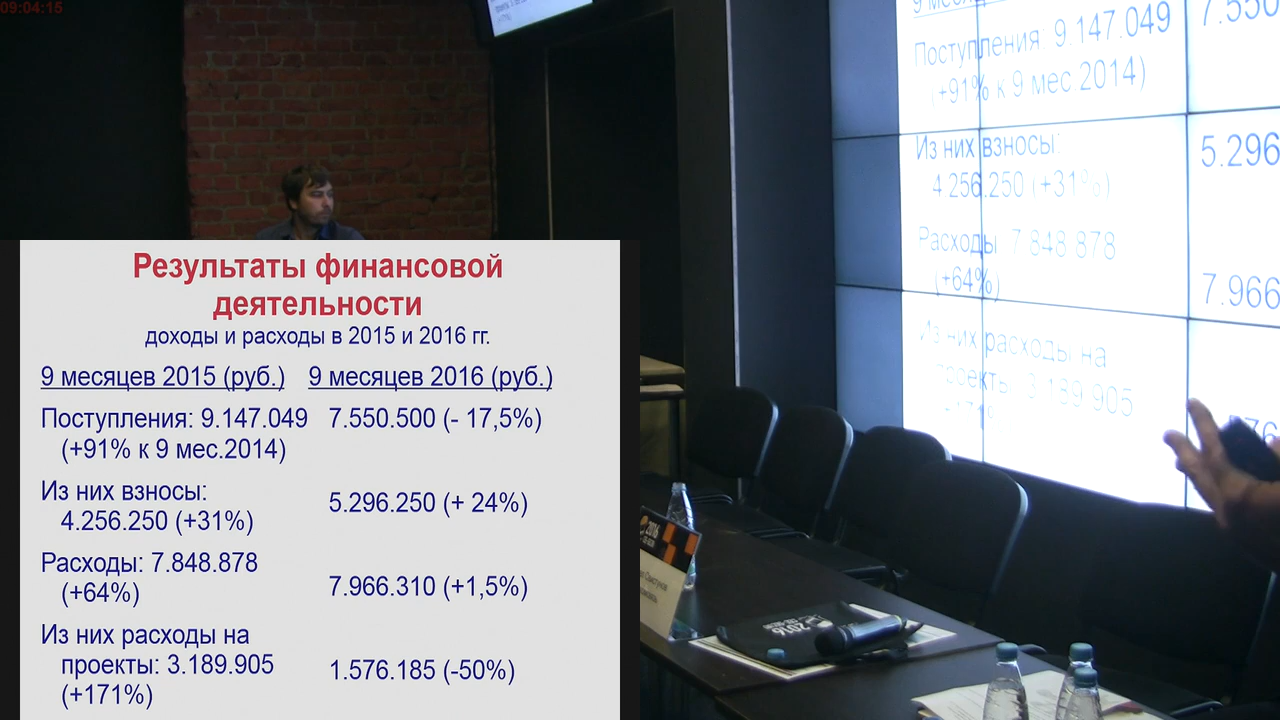 09:04:15
9 меся
Поступления: 9.147.049
7.550
(+91% к 9 мес 2014)
Из них взносы:
5.296
4.256.250 (+31%)
Расходы 7 848 878
(+64%)
7.966
Из них расходы на
проекты: 3 189 905
Результаты финансовой
деятельности
доходы и расходы в 2015 и 2016 гг.
9 месяцев 2015 (руб.) 9 месяцев 2016 (руб.)
Поступления: 9.147.049 7.550.500 (- 17,5%)
(+91% к 9 мес.2014)
Из них взносы:
4.256.250 (+31%)
5.296.250 (+ 24%)
Расходы: 7.848.878
(+64%)
7.966.310 (+1,5%)
Из них расходы на
проекты: 3.189.905
(+171%)
1.576.185 (-50%)
2016
2016